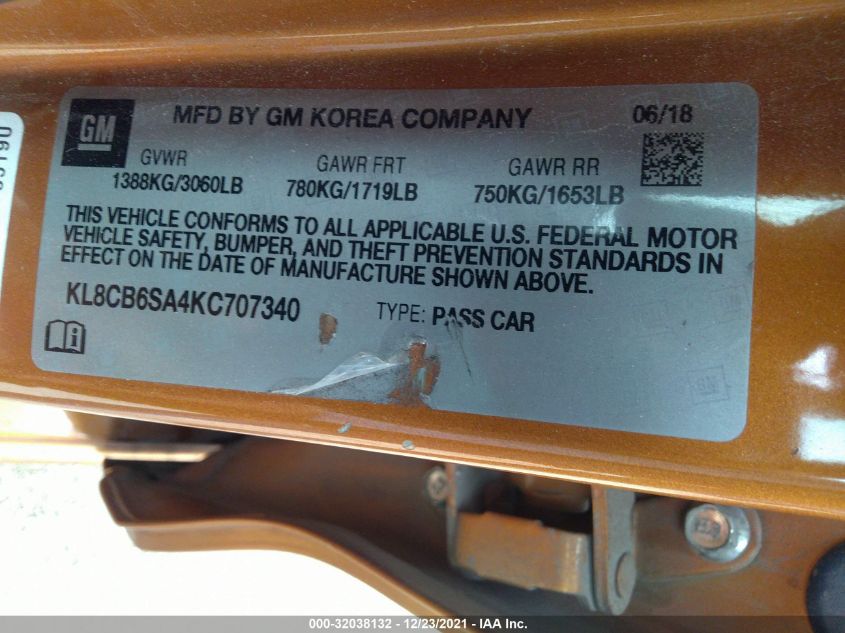 GM
MFD BY GM KOREA COMPANY
06/18
GVWR
GAWR FRT
GAWR RR
1388KG/3060LB
780KG/1719LB
750KG/1653LB
THIS VEHICLE CONFORMS TO ALL APPLICABLE U.S. FEDERAL MOTOR
VEHICLE SAFETY, BUMPER, AND THEFT PREVENTION STANDARDS IN
EFFECT ON THE DATE OF MANUFACTURE SHOWN ABOVE.
KL8CB6SA4KC707340
TYPE: PASS CAR
000-32038132 - 12/23/2021 - IAA Inc.